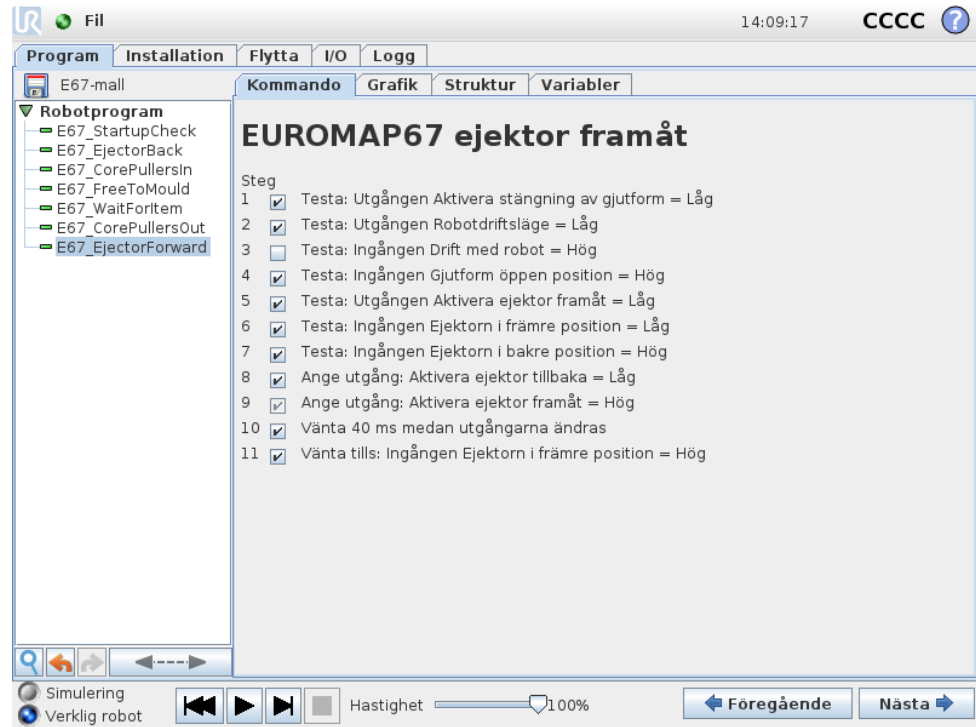 UR Fil 14:09:17 CCCC ?
Program Installation Flytta I/O Logg
E67-mall
Robotprogram
E67_StartupCheck
E67_EjectorBack
E67_CorePullersIn
E67_FreeToMould
E67_WaitForItem
E67_CorePullersOut
E67_EjectorForward
Kommando Grafik Struktur Variabler
EUROMAP67 ejektor framåt
Steg
1 Testa: Utgången Aktivera stängning av gjutform = Låg
2 Testa: Utgången Robotdriftsläge = Låg
3 Testa: Ingången Drift med robot = Hög
4 Testa: Ingången Gjutform öppen position = Hög
5 Testa: Utgången Aktivera ejektor framåt = Låg
6 Testa: Ingången Ejektorn i främre position = Låg
7 Testa: Ingången Ejektorn i bakre position = Hög
8 Ange utgång: Aktivera ejektor tillbaka = Låg
9 Ange utgång: Aktivera ejektor framåt = Hög
10 Vänta 40 ms medan utgångarna ändras
11 Vänta tills: Ingången Ejektorn i främre position = Hög
Simulering
Verklig robot
Hastighet 100%
Föregående Nästa